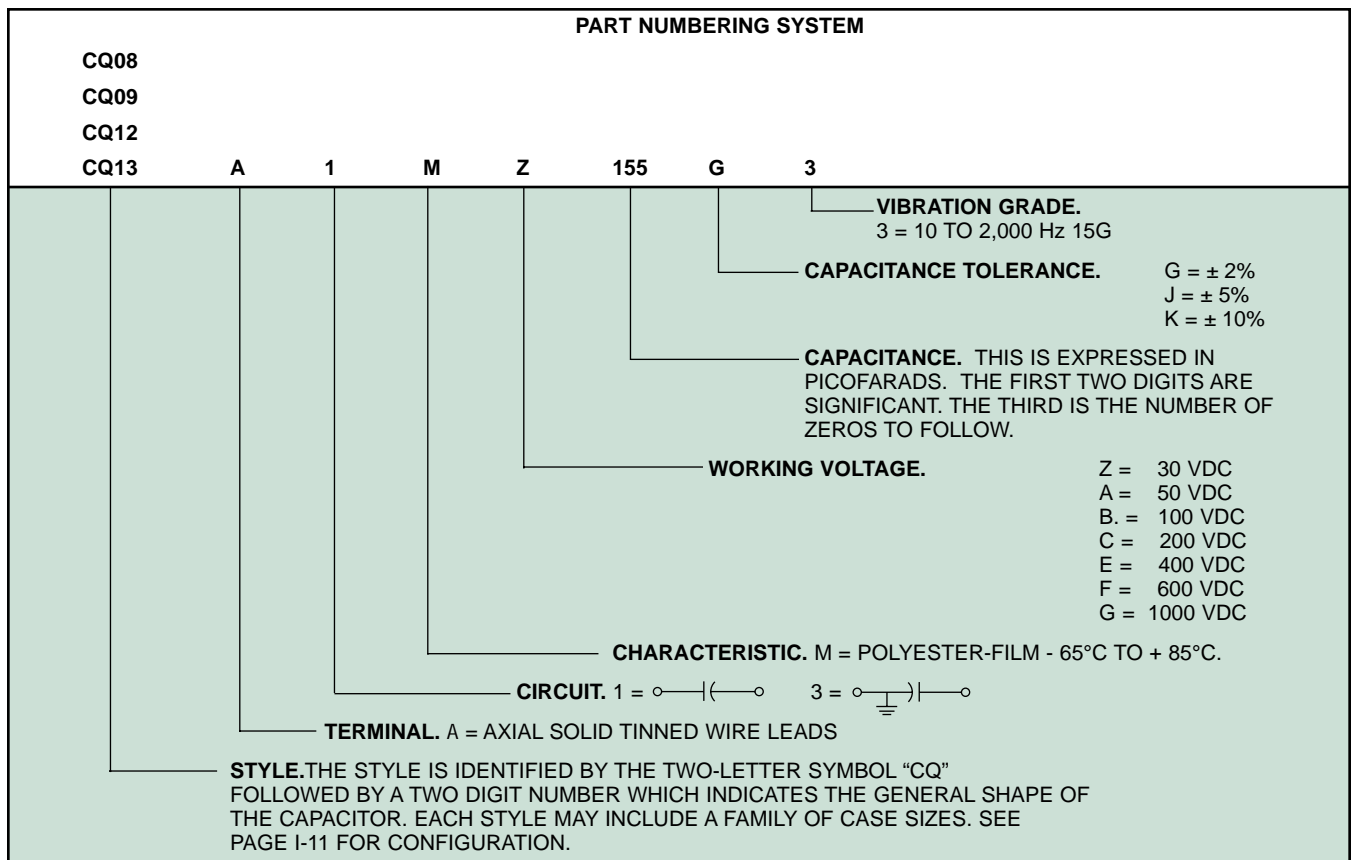 PART NUMBERING SYSTEM
CQ08
CQ09
CQ12
CQ13 A 1 M Z 155 G 3
VIBRATION GRADE.
3 = 10 TO 2,000 Hz 15G
CAPACITANCE TOLERANCE. G = ± 2%
J = ± 5%
K = ± 10%
CAPACITANCE. THIS IS EXPRESSED IN
PICOFARADS. THE FIRST TWO DIGITS ARE
SIGNIFICANT. THE THIRD IS THE NUMBER OF
ZEROS TO FOLLOW.
WORKING VOLTAGE. Z = 30 VDC
A = 50 VDC
B. = 100 VDC
C = 200 VDC
E = 400 VDC
F = 600 VDC
G = 1000 VDC
CHARACTERISTIC. M = POLYESTER-FILM - 65°C TO + 85°C.
CIRCUIT. 1 = 3 =
TERMINAL. A = AXIAL SOLID TINNED WIRE LEADS
STYLE.THE STYLE IS IDENTIFIED BY THE TWO-LETTER SYMBOL “CQ”
FOLLOWED BY A TWO DIGIT NUMBER WHICH INDICATES THE GENERAL SHAPE OF
THE CAPACITOR. EACH STYLE MAY INCLUDE A FAMILY OF CASE SIZES. SEE
PAGE I-11 FOR CONFIGURATION.